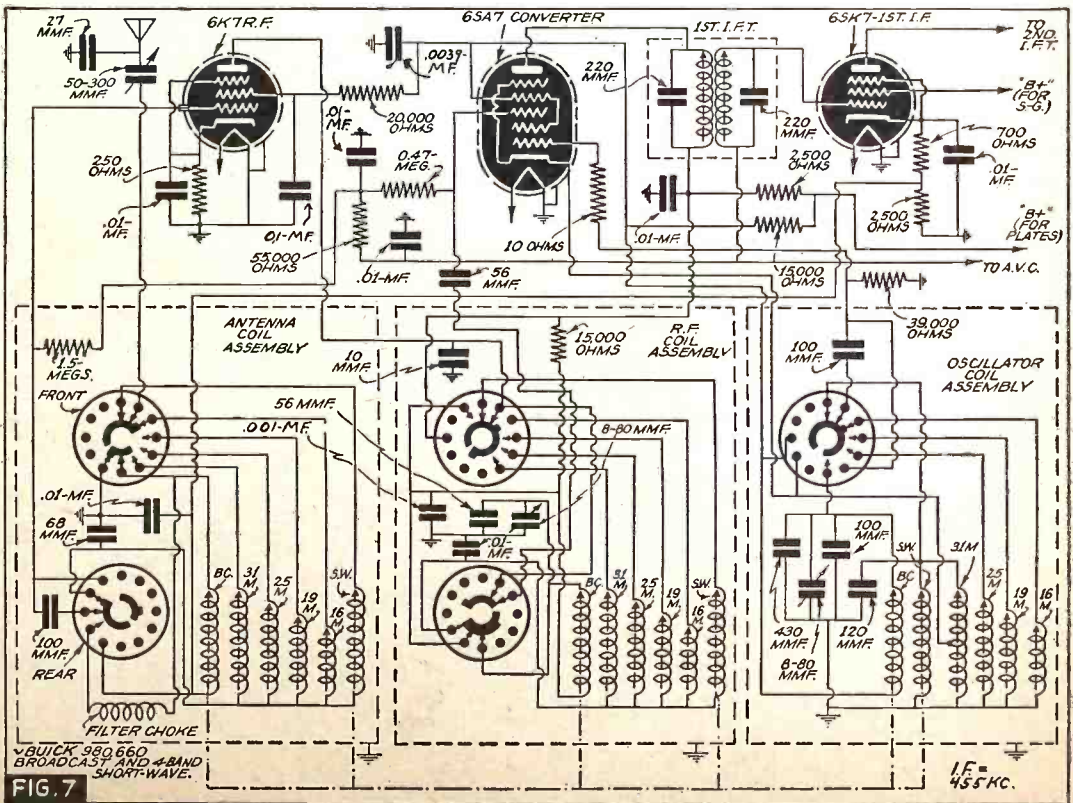 27
MMF.
50-300
MMF.
6K7 R.F.
.0039-
MF.
20,000
OHMS
.01-
MF.
0.47-
MEG.
250
OHMS
.01-
MF.
0.1-MF.
55,000
OHMS
.01-MF.
6SA7 CONVERTER
10 OHMS
56
MMF.
1ST. I.F.T.
220
MMF.
220
MMF.
.01-MF.
2,500
OHMS
15,000
OHMS
6SK7-1ST. I.F.
TO
2ND.
I.F.T.
"B+"
(FOR
S-G.)
700
OHMS
.01-
MF.
2,500
OHMS
"B+"
(FOR
PLATES)
TO A.V.C.
39,000
OHMS
ANTENNA
COIL
ASSEMBLY
1.5-
MEGS.
FRONT
.01-MF.
68
MMF.
100
MMF.
REAR
FILTER CHOKE
BC.
31
M.
25
M.
19
M.
16
M.
S.W.
R.F.
COIL
ASSEMBLY
15,000
OHMS
10
MMF.
56 MMF.
.001-MF.
8-80 MMF.
.01-
MF.
BC.
31
M.
25
M.
19
M.
16
M.
S.W.
OSCILLATOR
COIL
ASSEMBLY
100
MMF.
100
MMF.
430
MMF.
8-80
MMF.
120
MMF.
BC
S.W.
31M
25
M.
19
M.
16
M.
BUICK 980,660
BROADCAST AND 4-BAND
SHORT-WAVE.
FIG. 7
I.F. =
455 KC.